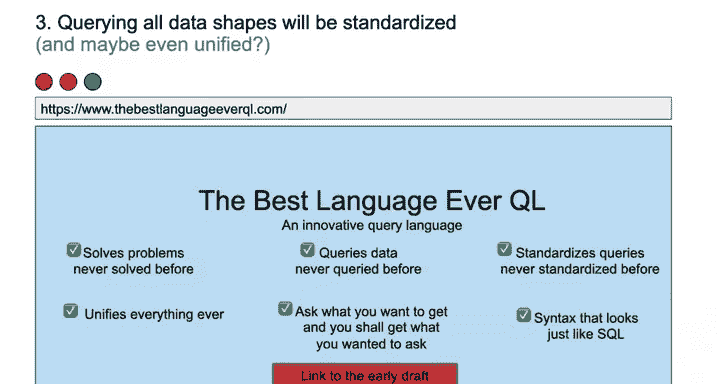 3. Querying all data shapes will be standardized
(and maybe even unified?)
https://www.thebestlanguageeverql.com/
The Best Language Ever QL
An innovative query language
Solves problems
never solved before
Queries data
never queried before
Standardizes queries
never standardized before
Unifies everything ever
Ask what you want to get
and you shall get what
you wanted to ask
Syntax that looks
just like SQL
Link to the early draft